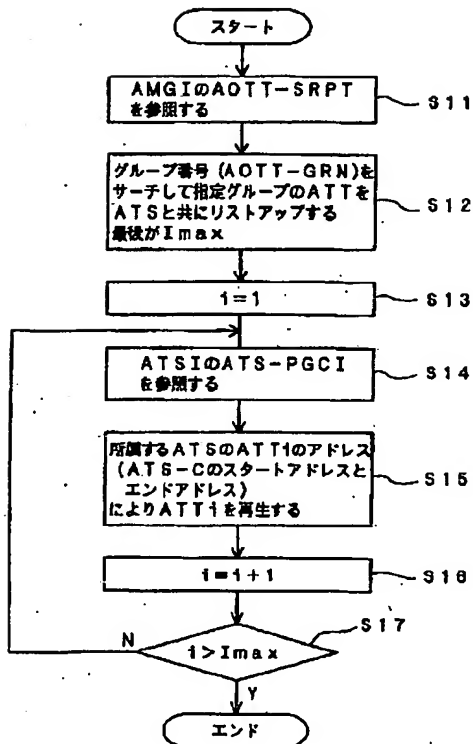 スタート
AMGIのAOTT-SRPT
を参照する
S11
グループ番号(AOTT-GRN)を
サーチして指定グループのATTを
ATSと共にリストアップする
最後がImax
S12
i=1
S13
ATSIのATS-PGCI
を参照する
S14
所属するATSのATTiのアドレス
(ATS-Cのスタートアドレスと
エンドアドレス)
によりATTiを再生する
S15
i=i+1
S16
i>Imax
S17
N
Y
エンド